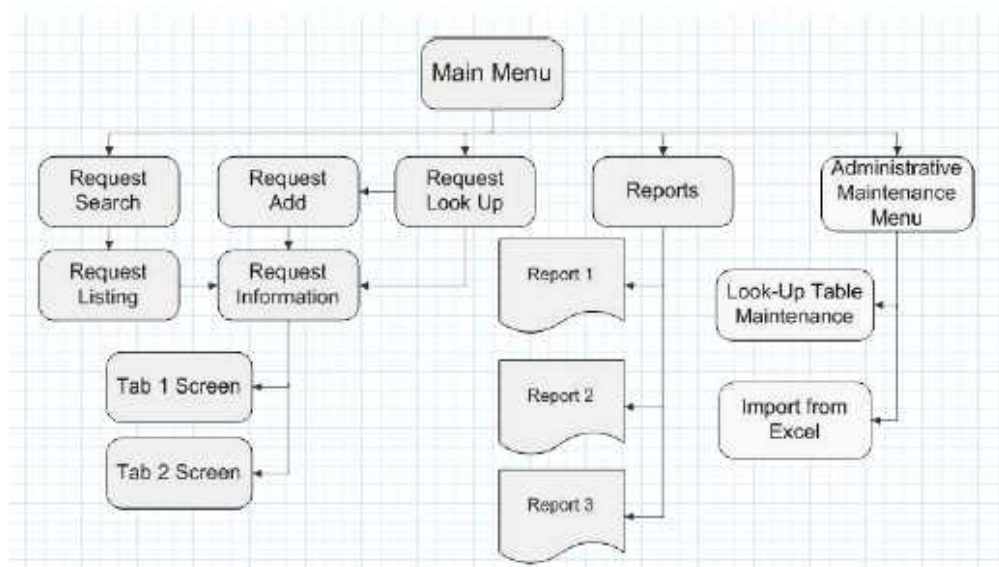 Main Menu
Request
Search
Request
Add
Request
Look Up
Reports
Administrative
Maintenance
Menu
Request
Listing
Request
Information
Report 1
Look-Up Table
Maintenance
Tab 1 Screen
Report 2
Import from
Excel
Tab 2 Screen
Report 3